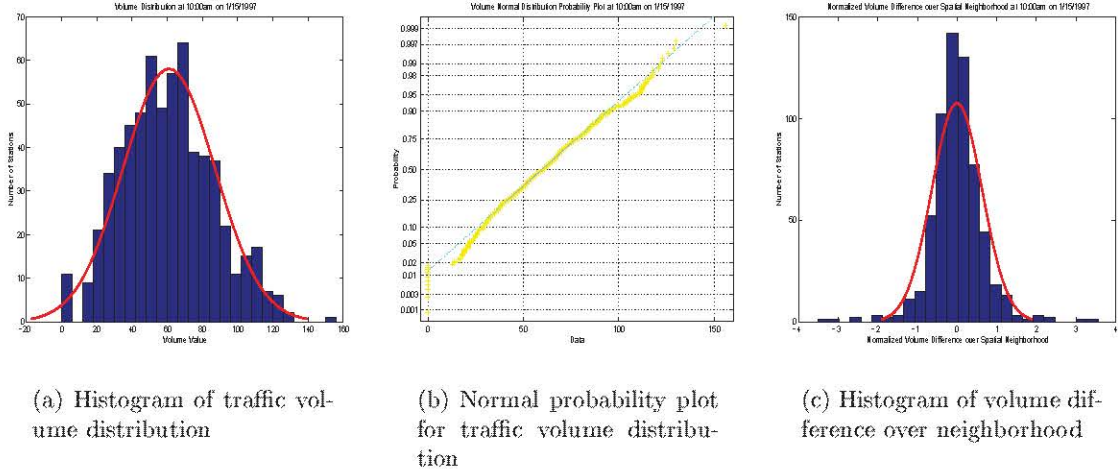 Volume Distribution at 10:00am on 1/15/1997
70
60
50
40
30
20
10
0
Number of Stations
-20 0 20 40 60 80 100 120 140 160
Volume Value
(a) Histogram of traffic vol-
ume distribution
Volume Normal Distribution Probability Plot at 10:00am on 1/15/1997
0.999
0.997
0.99
0.98
0.95
0.90
0.75
0.50
0.25
0.10
0.05
0.02
0.01
0.003
0.001
Probability
0 50 100 150
Data
(b) Normal probability plot
for traffic volume distribu-
tion
Normalized Volume Difference over Spatial Neighborhood at 10:00am on 1/15/1997
150
100
50
0
Number of Stations
-4 -3 -2 -1 0 1 2 3 4
Normalized Volume Difference over Spatial Neighborhood
(c) Histogram of volume dif-
ference over neighborhood